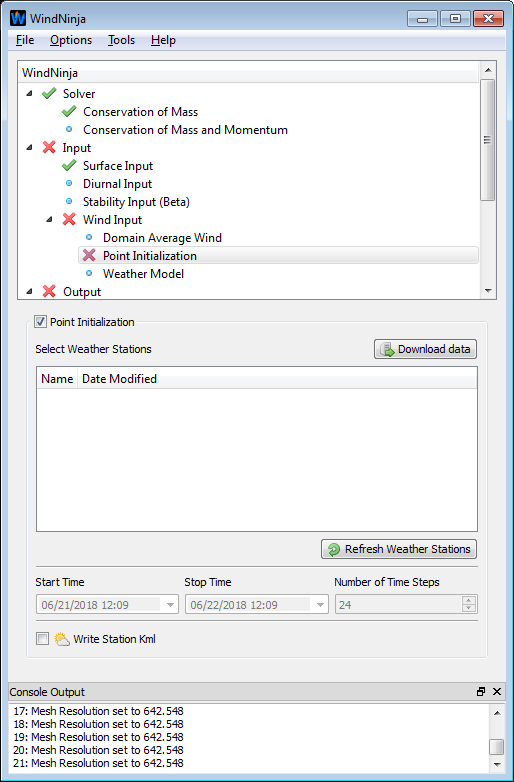 WindNinja
File Options Tools Help
WindNinja
Solver
Conservation of Mass
Conservation of Mass and Momentum
Input
Surface Input
Diurnal Input
Stability Input (Beta)
Wind Input
Domain Average Wind
Point Initialization
Weather Model
Output
Point Initialization
Select Weather Stations
Download data
Name Date Modified
Refresh Weather Stations
Start Time Stop Time Number of Time Steps
06/21/2018 12:09 06/22/2018 12:09 24
Write Station Kml
Console Output
17: Mesh Resolution set to 642.548
18: Mesh Resolution set to 642.548
19: Mesh Resolution set to 642.548
20: Mesh Resolution set to 642.548
21: Mesh Resolution set to 642.548